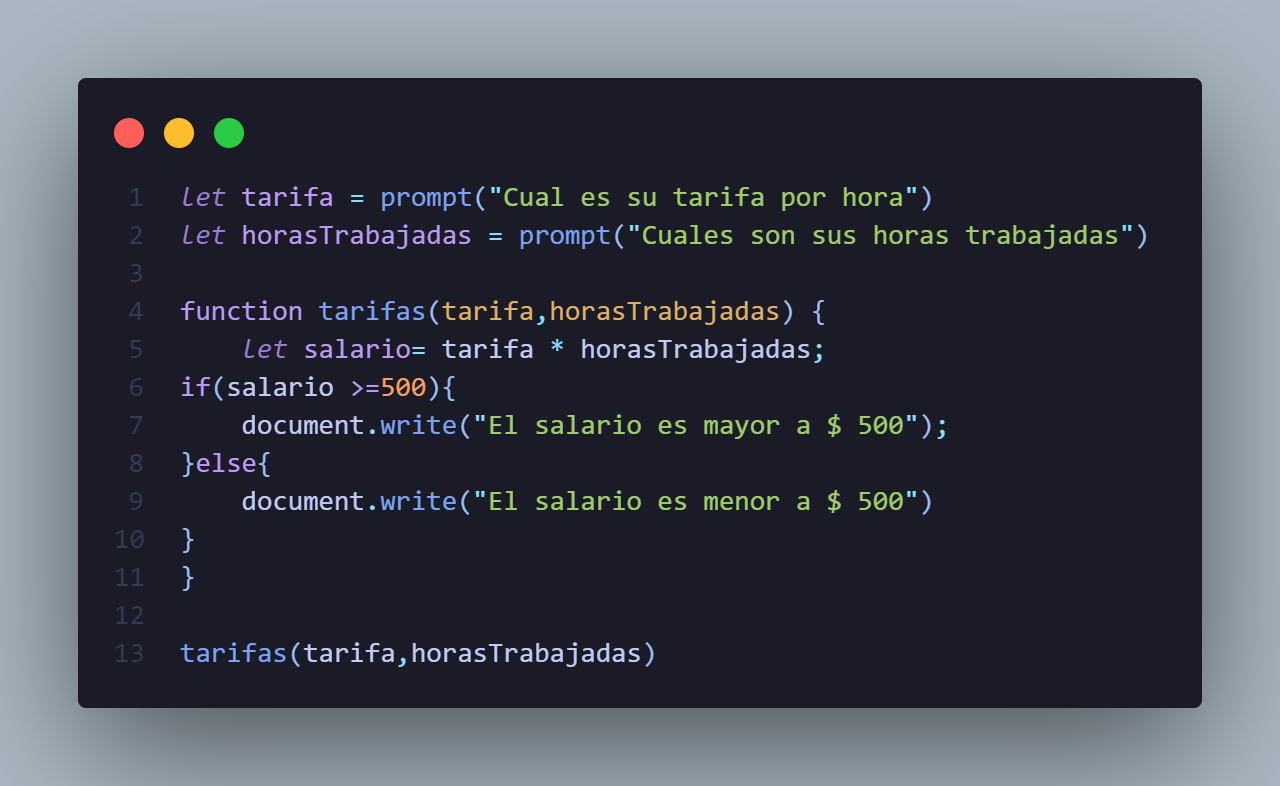 1 let tarifa = prompt("Cual es su tarifa por hora")
2 let horasTrabajadas = prompt("Cuales son sus horas trabajadas")
3
4 function tarifas(tarifa,horasTrabajadas) {
5     let salario= tarifa * horasTrabajadas;
6 if(salario >=500){
7     document.write("El salario es mayor a $ 500");
8 }else{
9     document.write("El salario es menor a $ 500")
10 }
11 }
12
13 tarifas(tarifa,horasTrabajadas)